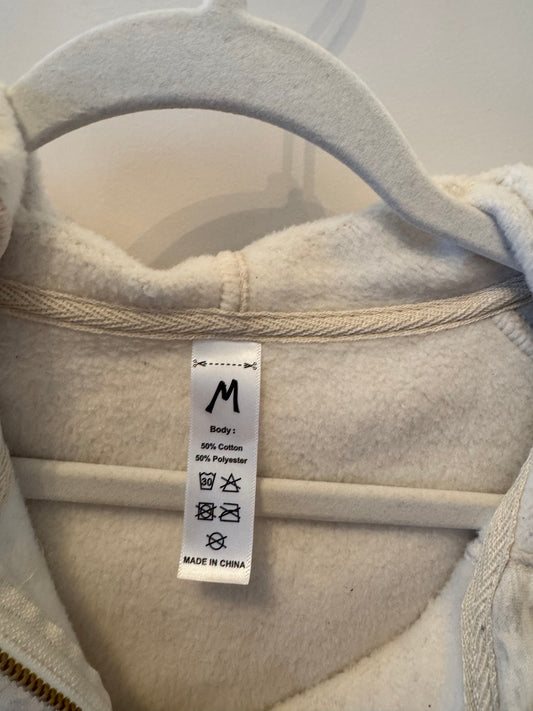 M
Body :
50% Cotton
50% Polyester
30
MADE IN CHINA